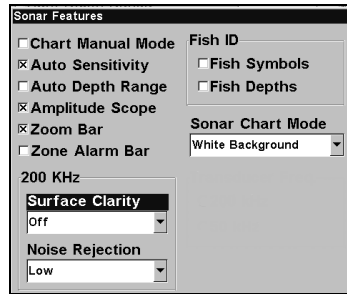 Sonar Features
Chart Manual Mode
Auto Sensitivity
Auto Depth Range
Amplitude Scope
Zoom Bar
Zone Alarm Bar
Fish ID
Fish Symbols
Fish Depths
Sonar Chart Mode
White Background
200 KHz
Surface Clarity
Off
Noise Rejection
Low